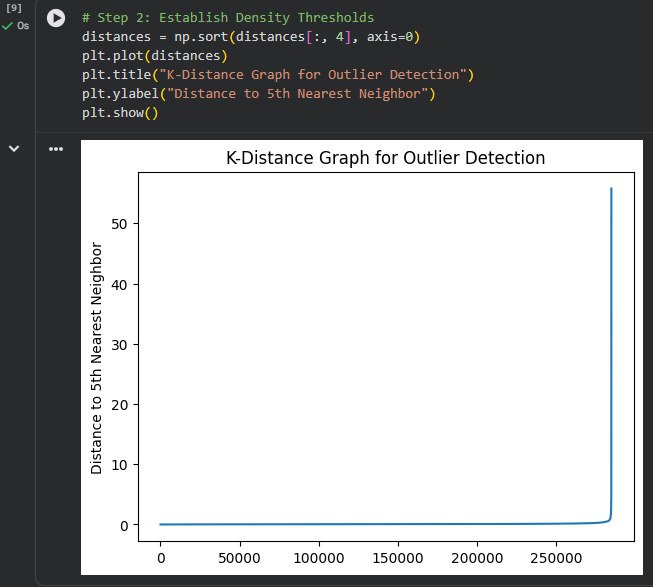 [9]
0s
# Step 2: Establish Density Thresholds
distances = np.sort(distances[:, 4], axis=0)
plt.plot(distances)
plt.title("K-Distance Graph for Outlier Detection")
plt.ylabel("Distance to 5th Nearest Neighbor")
plt.show()
K-Distance Graph for Outlier Detection
Distance to 5th Nearest Neighbor
50
40
30
20
10
0
0 50000 100000 150000 200000 250000